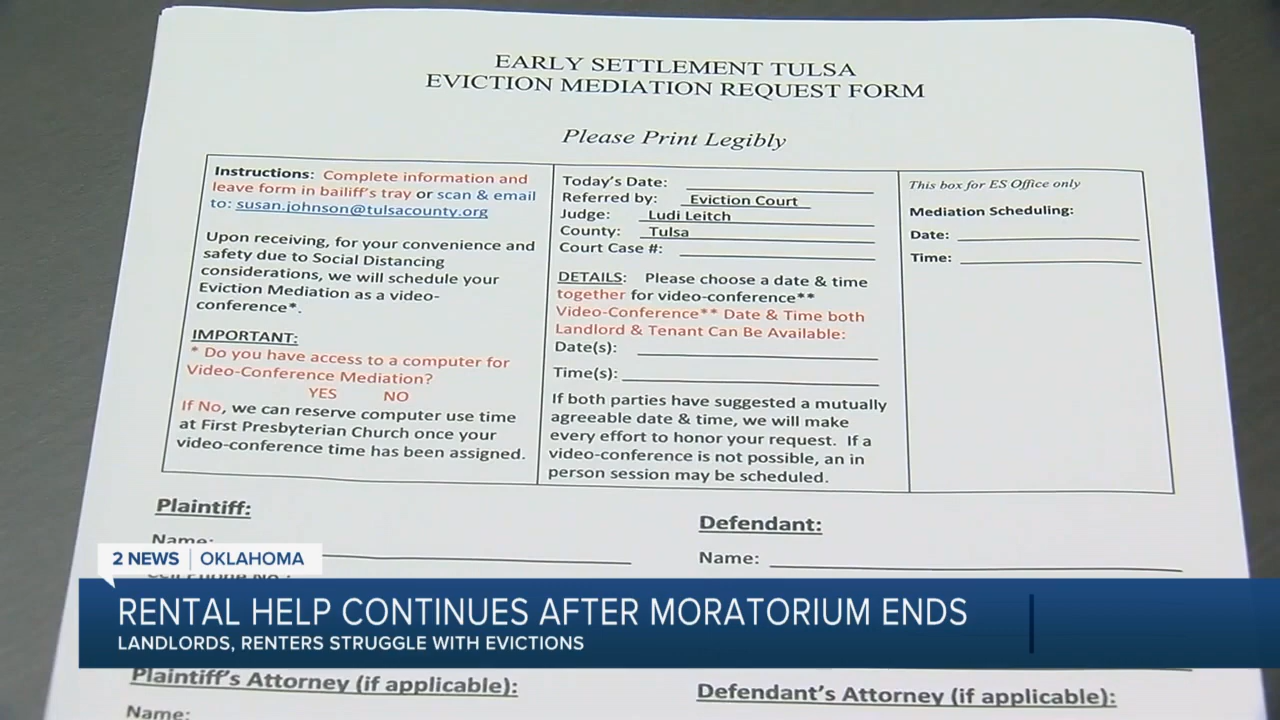 EARLY SETTLEMENT TULSA
EVICTION MEDIATION REQUEST FORM
Please Print Legibly
Instructions: Complete information and
leave form in bailiff's tray or scan & email
to: susan.johnson@tulsacounty.org
Upon receiving, for your convenience and
safety due to Social Distancing
considerations, we will schedule your
Eviction Mediation as a video-
conference*.
IMPORTANT:
* Do you have access to a computer for
Video-Conference Mediation?
YES NO
If No, we can reserve computer use time
at First Presbyterian Church once your
video-conference time has been assigned.
Today's Date:
Referred by: Eviction Court
Judge: Ludi Leitch
County: Tulsa
Court Case #:
DETAILS: Please choose a date & time
together for video-conference**
Video-Conference** Date & Time both
Landlord & Tenant Can Be Available:
Date(s):
Time(s):
If both parties have suggested a mutually
agreeable date & time, we will make
every effort to honor your request. If a
video-conference is not possible, an in
person session may be scheduled.
This box for ES Office only
Mediation Scheduling:
Date:
Time:
Plaintiff:
Name:
Defendant:
Name:
2 NEWS OKLAHOMA
RENTAL HELP CONTINUES AFTER MORATORIUM ENDS
LANDLORDS, RENTERS STRUGGLE WITH EVICTIONS
Plaintiff's Attorney (if applicable):
Name:
Defendant's Attorney (if applicable):